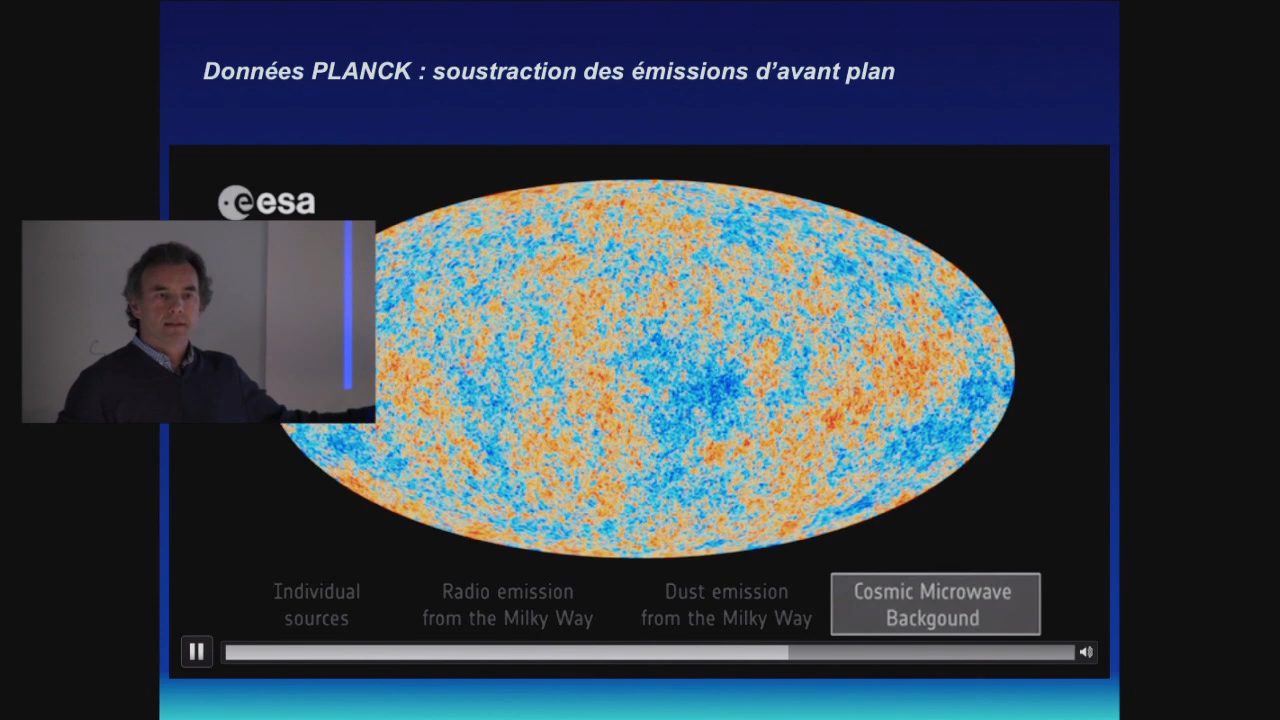 Données PLANCK : soustraction des émissions d’avant plan
esa
Individual
sources
Radio emission
from the Milky Way
Dust emission
from the Milky Way
Cosmic Microwave
Backgound